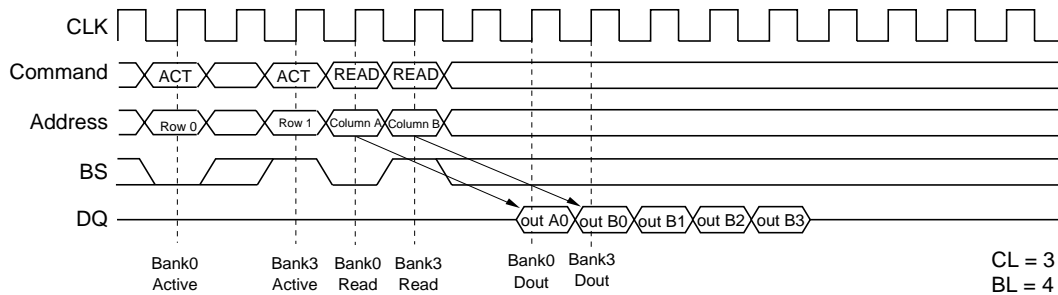 CLK
Command ACT ACT READ READ
Address Row 0 Row 1 Column A Column B
BS
DQ out A0 out B0 out B1 out B2 out B3
Bank0 Active
Bank3 Active
Bank0 Read
Bank3 Read
Bank0 Dout
Bank3 Dout
CL = 3
BL = 4